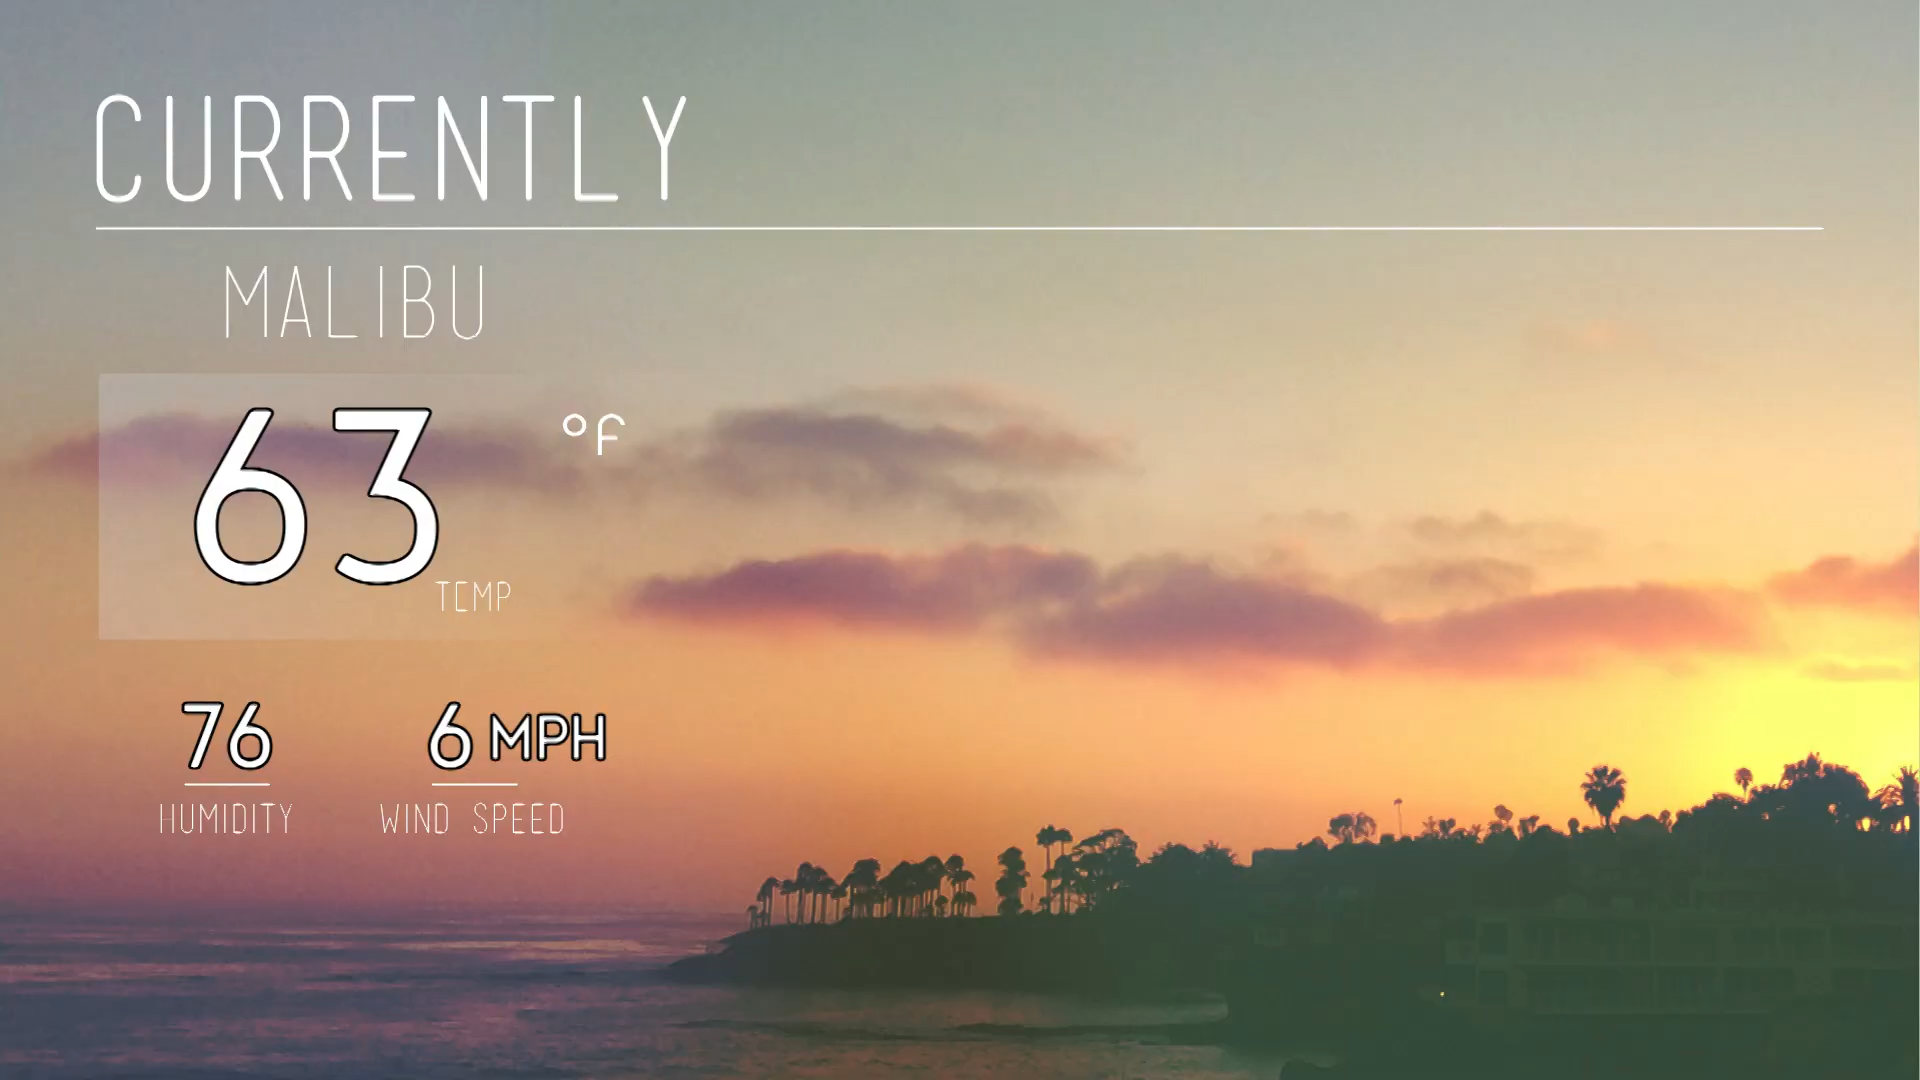 CURRENTLY
MALIBU
63 °F
TEMP
76 6 MPH
HUMIDITY WIND SPEED